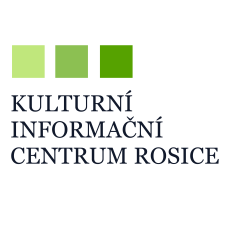 KULTURNÍ
INFORMAČNÍ
CENTRUM ROSICE